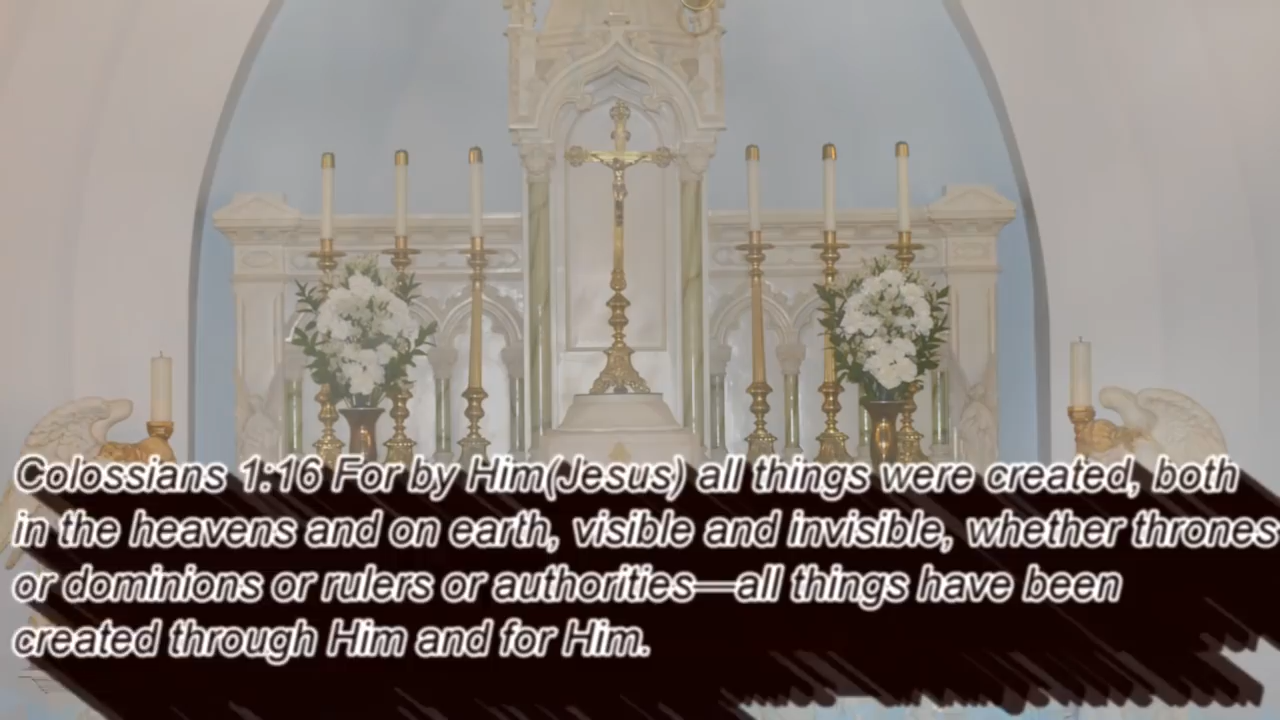 Colossians 1:16 For by Him(Jesus) all things were created, both
in the heavens and on earth, visible and invisible, whether thrones
or dominions or rulers or authorities—all things have been
created through Him and for Him.